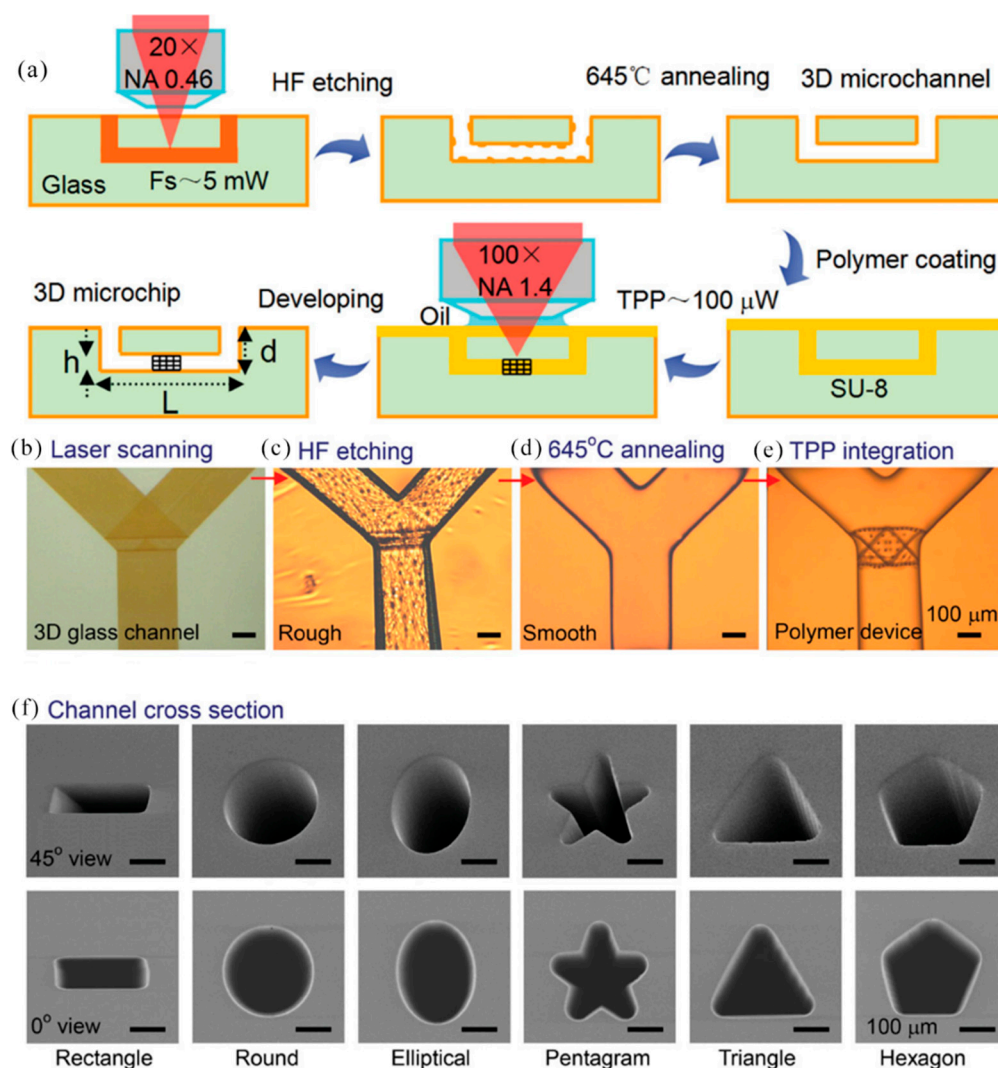 (a)
20×
NA 0.46
HF etching
645℃ annealing
3D microchannel
Glass
Fs～5 mW
3D microchip
Developing
100×
NA 1.4
Oil
TPP～100 μW
Polymer coating
h
d
L
SU-8
(b) Laser scanning
(c) HF etching
(d) 645°C annealing
(e) TPP integration
3D glass channel
Rough
Smooth
Polymer device
100 μm
(f) Channel cross section
45° view
0° view
100 μm
Rectangle
Round
Elliptical
Pentagram
Triangle
Hexagon